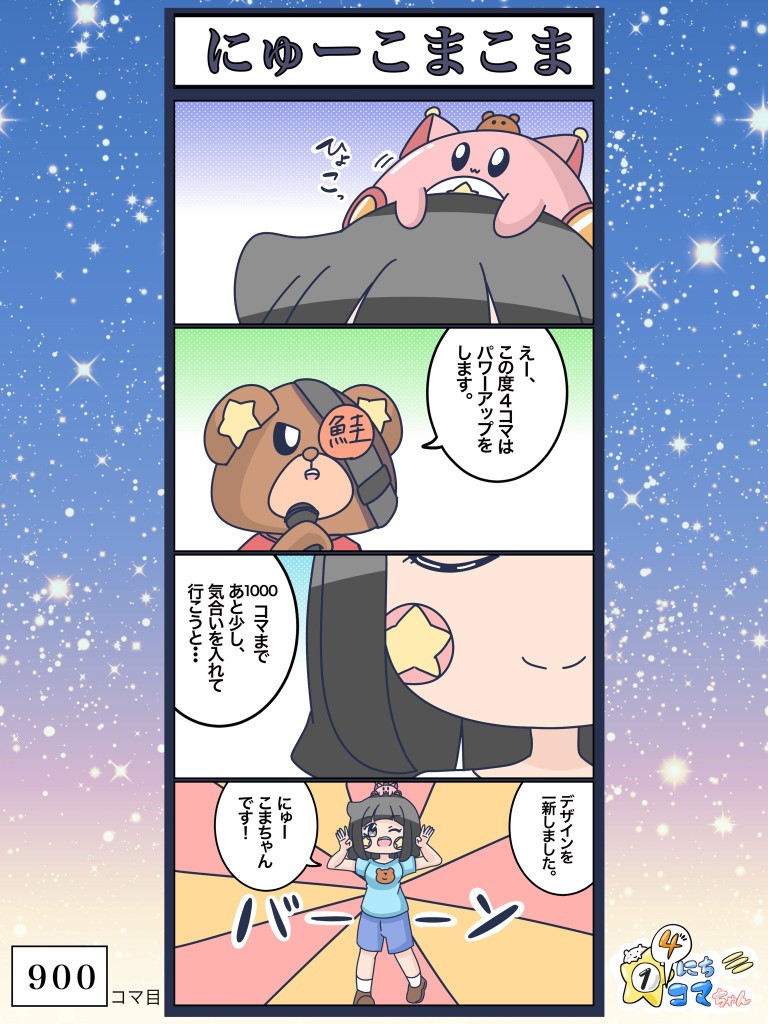 にゅーこまこま
ひょこっ
えー、
この度４コマは
パワーアップを
します。
鮭
1000コマまで
あと少し、
気合いを入れて
行こうと…
デザインを
一新しました。
にゅー
こまちゃん
です！
バーーン
900
コマ目
4
1
にち
コマちゃん